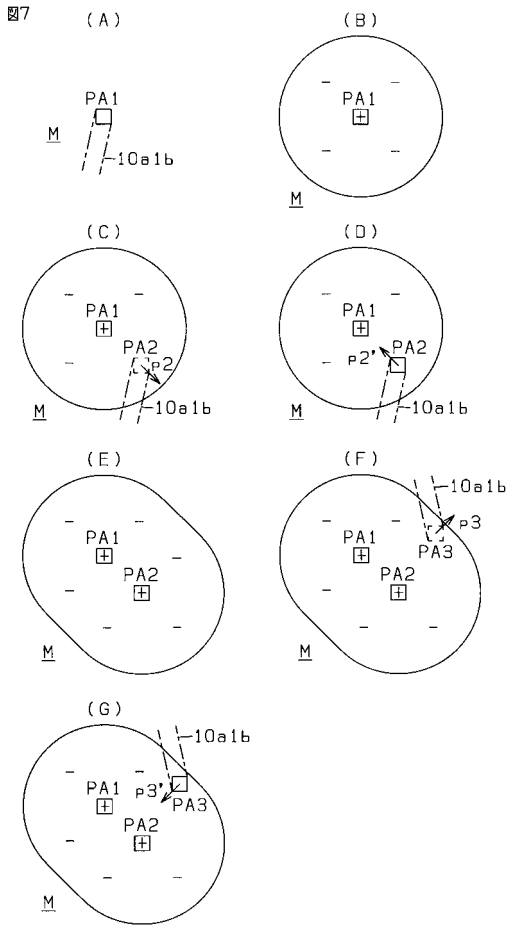 図7
(A)
(B)
PA1
M
10a1b
PA1
+
M
(C)
(D)
PA1
+
PA2
p2
M
10a1b
PA1
+
p2'
PA2
M
10a1b
(E)
(F)
PA1
+
PA2
+
M
10a1b
p3
PA1
+
PA3
PA2
+
M
(G)
10a1b
PA1
+
p3'
PA3
PA2
+
M